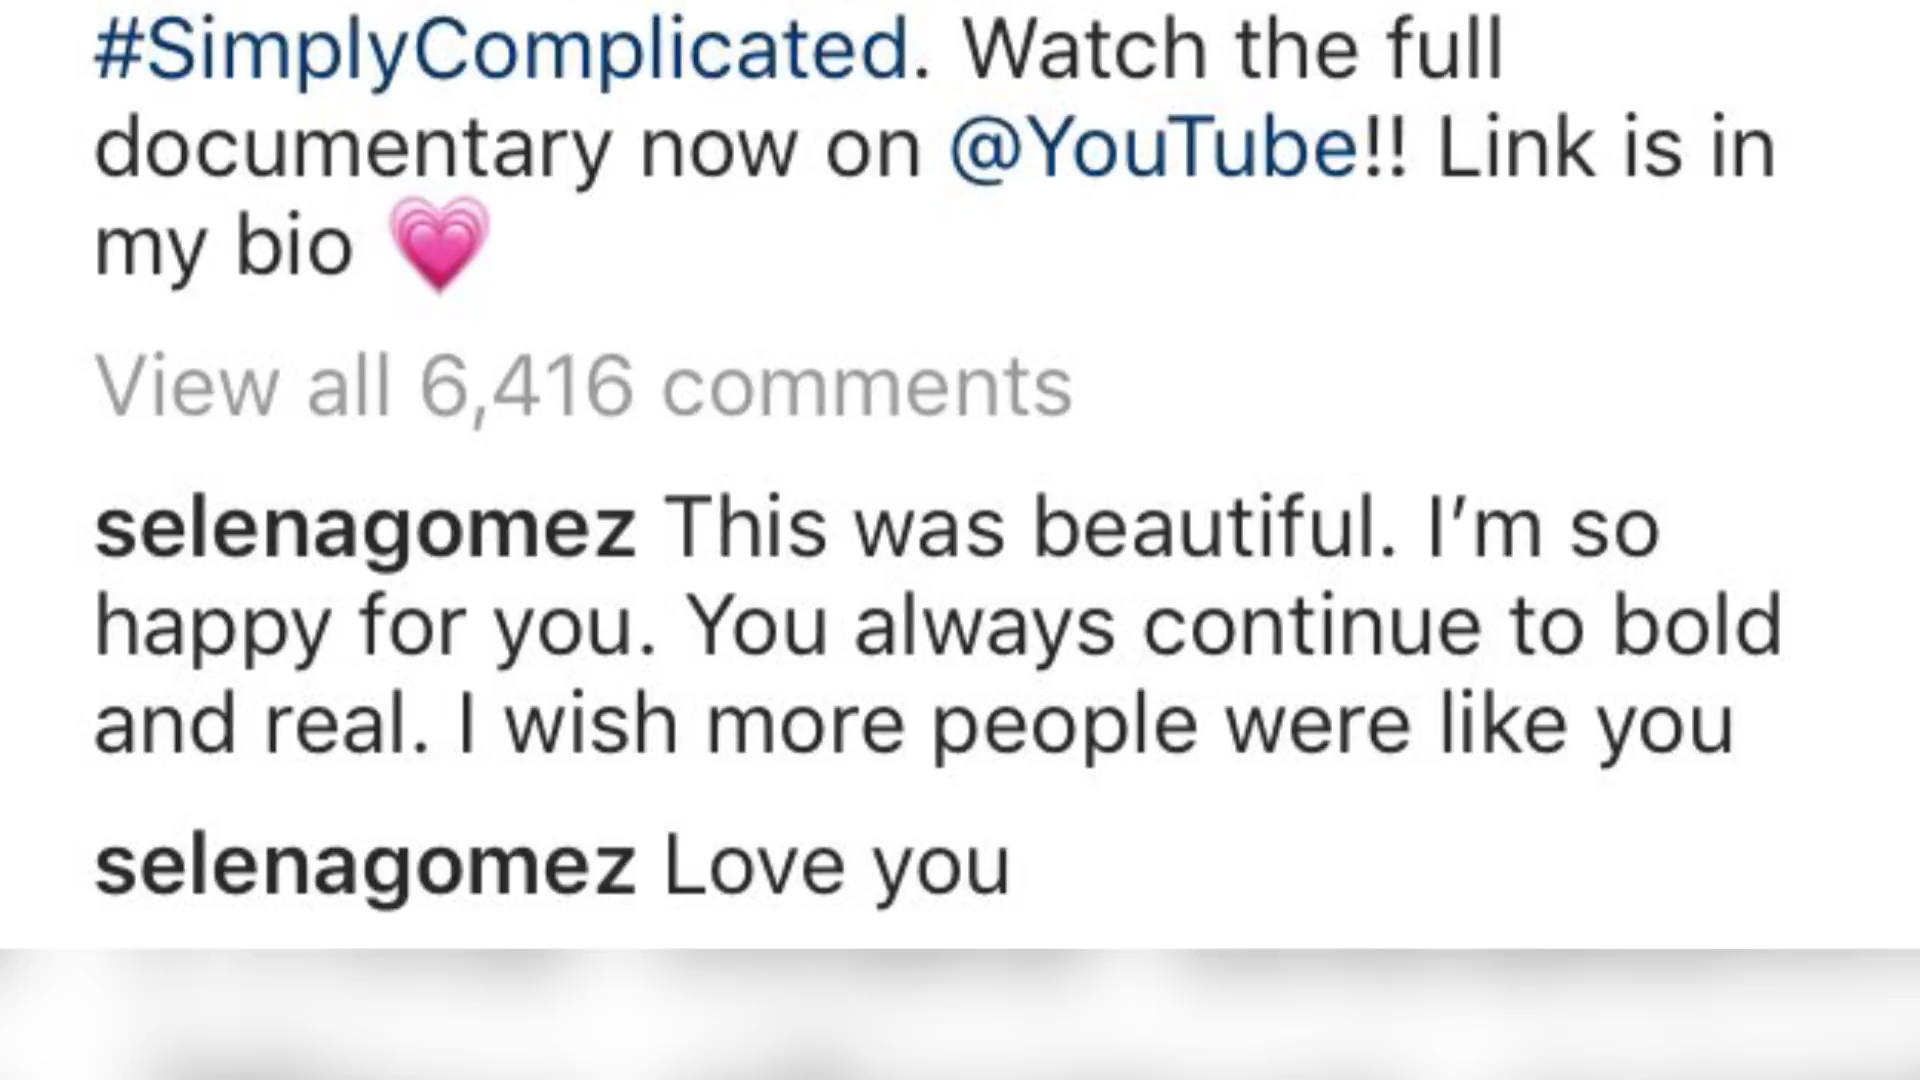 #SimplyComplicated. Watch the full
documentary now on @YouTube!! Link is in
my bio 💗
View all 6,416 comments
selenagomez This was beautiful. I’m so
happy for you. You always continue to bold
and real. I wish more people were like you
selenagomez Love you